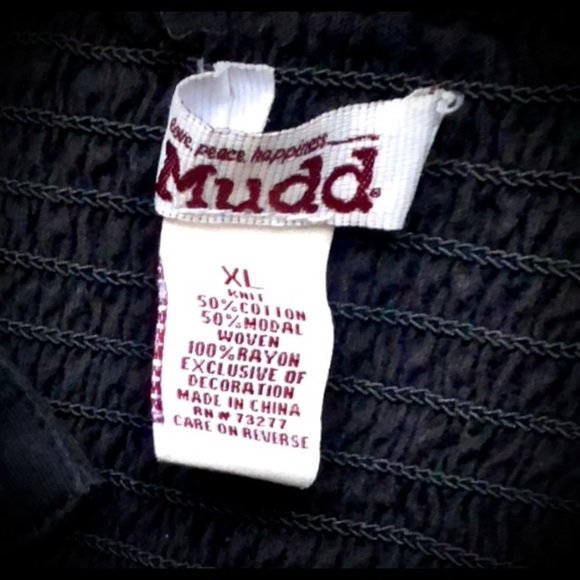 love, peace, happiness
Mudd®
XL
KNIT
50%COTTON
50%MODAL
WOVEN
100%RAYON
EXCLUSIVE OF
DECORATION
MADE IN CHINA
RN# 73277
CARE ON REVERSE